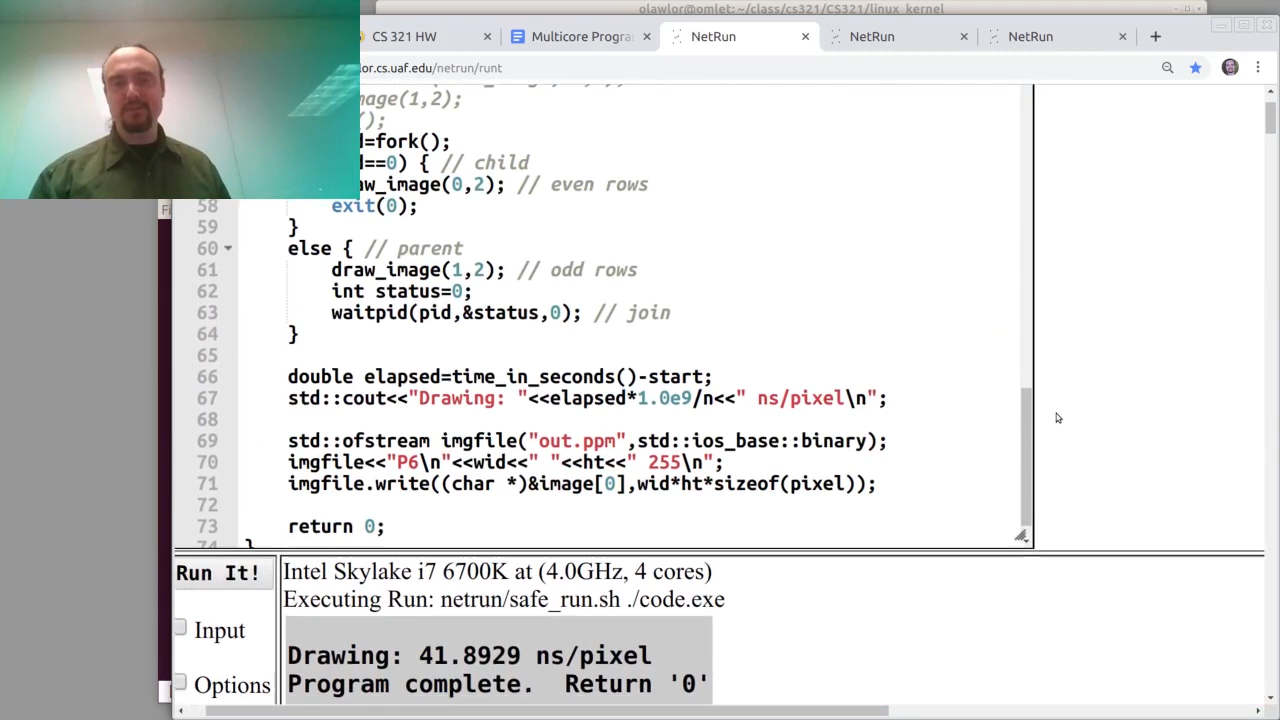 olawlor@omlet: ~/class/cs321/CS321/linux_kernel
CS 321 HW
Multicore Progra
NetRun
NetRun
NetRun
lor.cs.uaf.edu/netrun/runt
mage(1,2);
();
d=fork();
d==0) { // child
aw_image(0,2); // even rows
58 exit(0);
59 }
60 else { // parent
61 draw_image(1,2); // odd rows
62 int status=0;
63 waitpid(pid,&status,0); // join
64 }
65
66 double elapsed=time_in_seconds()-start;
67 std::cout<<"Drawing: "<<elapsed*1.0e9/n<<" ns/pixel\n";
68
69 std::ofstream imgfile("out.ppm",std::ios_base::binary);
70 imgfile<<"P6\n"<<wid<<" "<<ht<<" 255\n";
71 imgfile.write((char *)&image[0],wid*ht*sizeof(pixel));
72
73 return 0;
74 }
Run It!
Input
Options
Intel Skylake i7 6700K at (4.0GHz, 4 cores)
Executing Run: netrun/safe_run.sh ./code.exe
Drawing: 41.8929 ns/pixel
Program complete. Return '0'